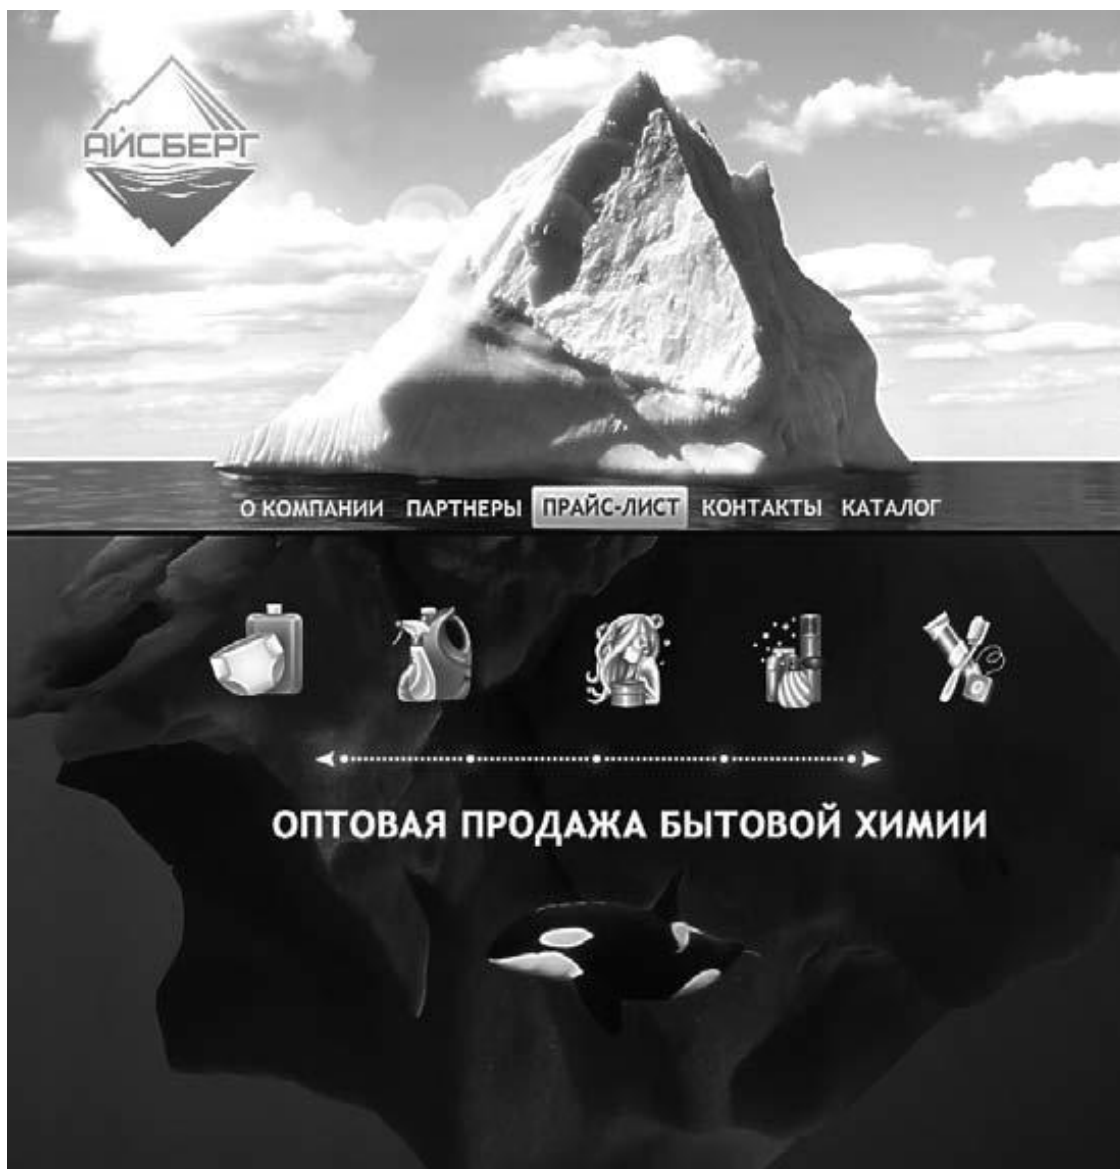 АЙСБЕРГ
О КОМПАНИИ ПАРТНЕРЫ ПРАЙС-ЛИСТ КОНТАКТЫ КАТАЛОГ
ОПТОВАЯ ПРОДАЖА БЫТОВОЙ ХИМИИ